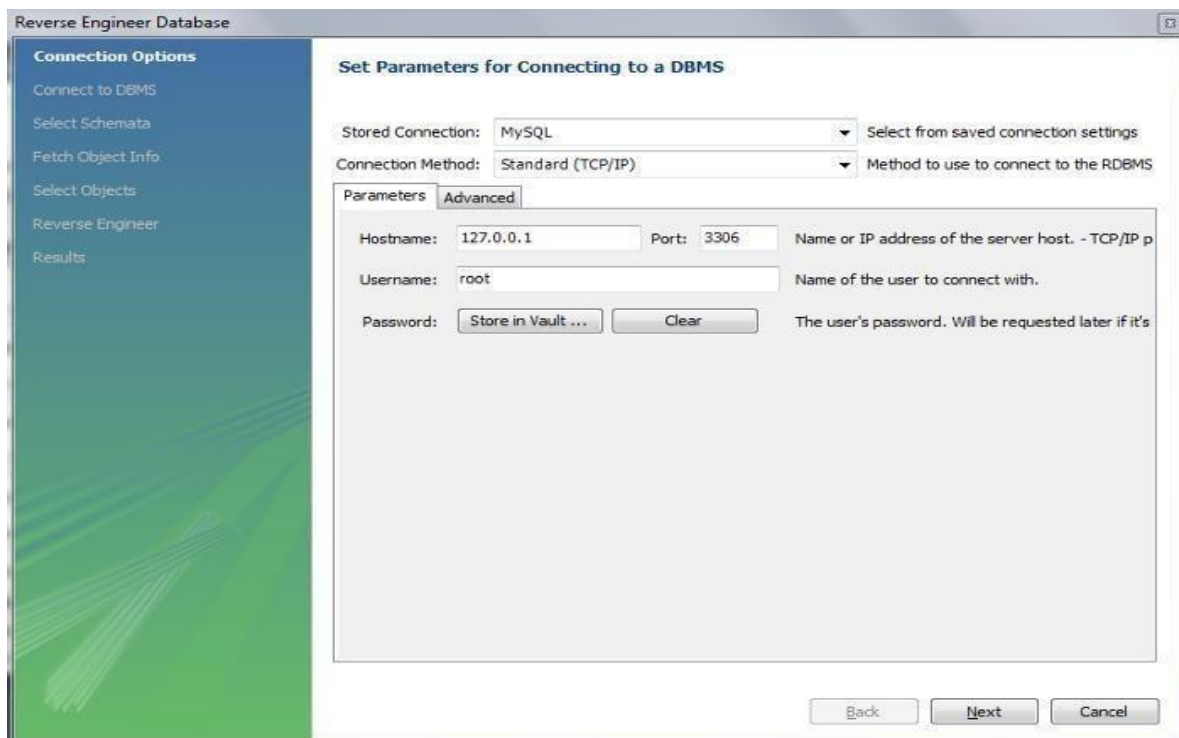 Reverse Engineer Database
Connection Options
Connect to DBMS
Select Schemata
Fetch Object Info
Select Objects
Reverse Engineer
Results
Set Parameters for Connecting to a DBMS
Stored Connection: MySQL Select from saved connection settings
Connection Method: Standard (TCP/IP) Method to use to connect to the RDBMS
Parameters Advanced
Hostname: 127.0.0.1 Port: 3306 Name or IP address of the server host. - TCP/IP p
Username: root Name of the user to connect with.
Password: Store in Vault ... Clear The user's password. Will be requested later if it's
Back Next Cancel